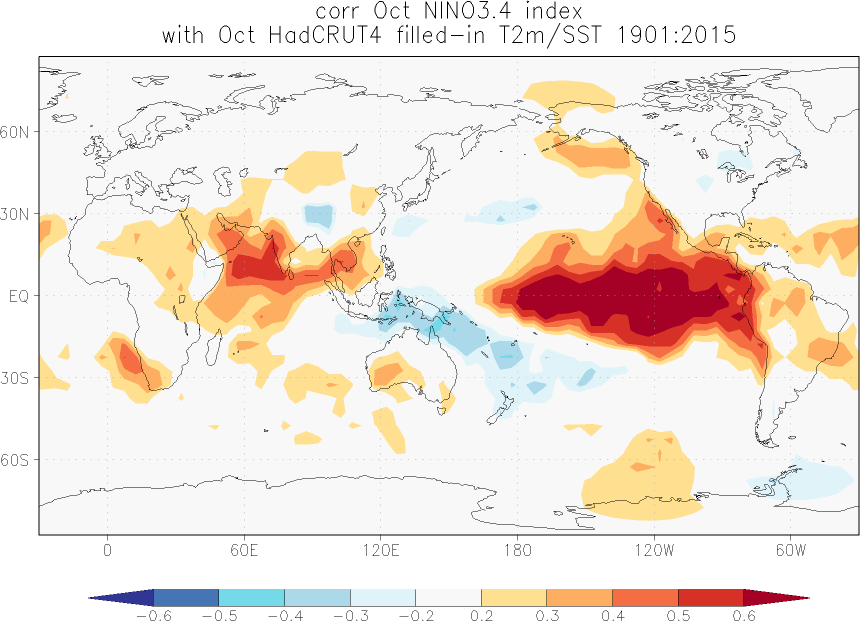 corr Oct NINO3.4 index
with Oct HadCRUT4 filled-in T2m/SST 1901:2015
60N
30N
EQ
30S
60S
0 60E 120E 180 120W 60W
-0.6 -0.5 -0.4 -0.3 -0.2 0.2 0.3 0.4 0.5 0.6